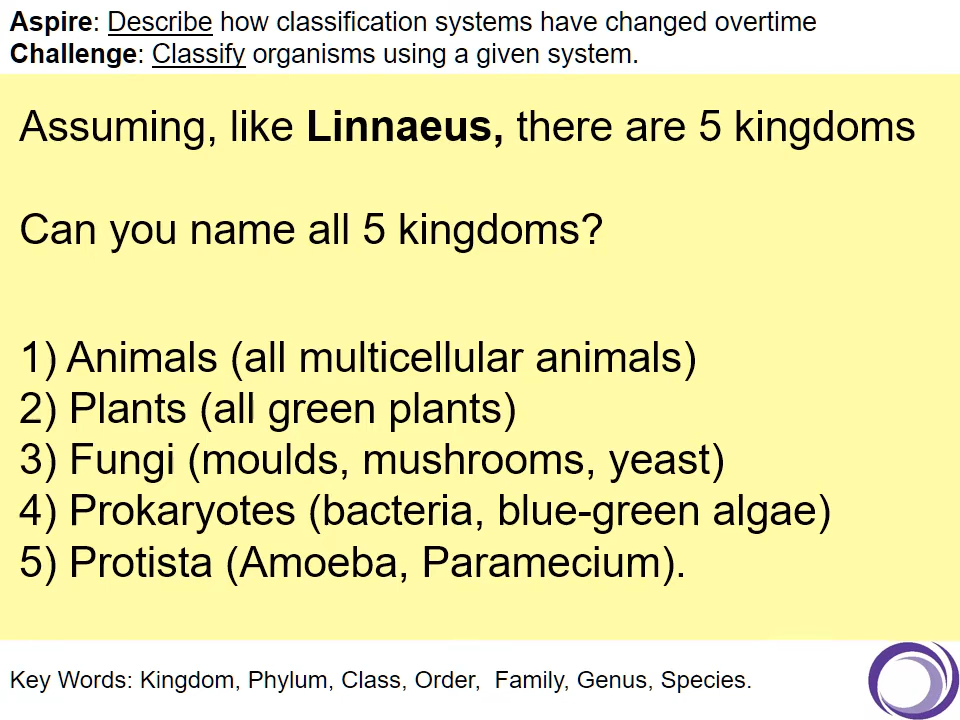 Aspire: Describe how classification systems have changed overtime
Challenge: Classify organisms using a given system.
Assuming, like Linnaeus, there are 5 kingdoms
Can you name all 5 kingdoms?
1) Animals (all multicellular animals)
2) Plants (all green plants)
3) Fungi (moulds, mushrooms, yeast)
4) Prokaryotes (bacteria, blue-green algae)
5) Protista (Amoeba, Paramecium).
Key Words: Kingdom, Phylum, Class, Order, Family, Genus, Species.